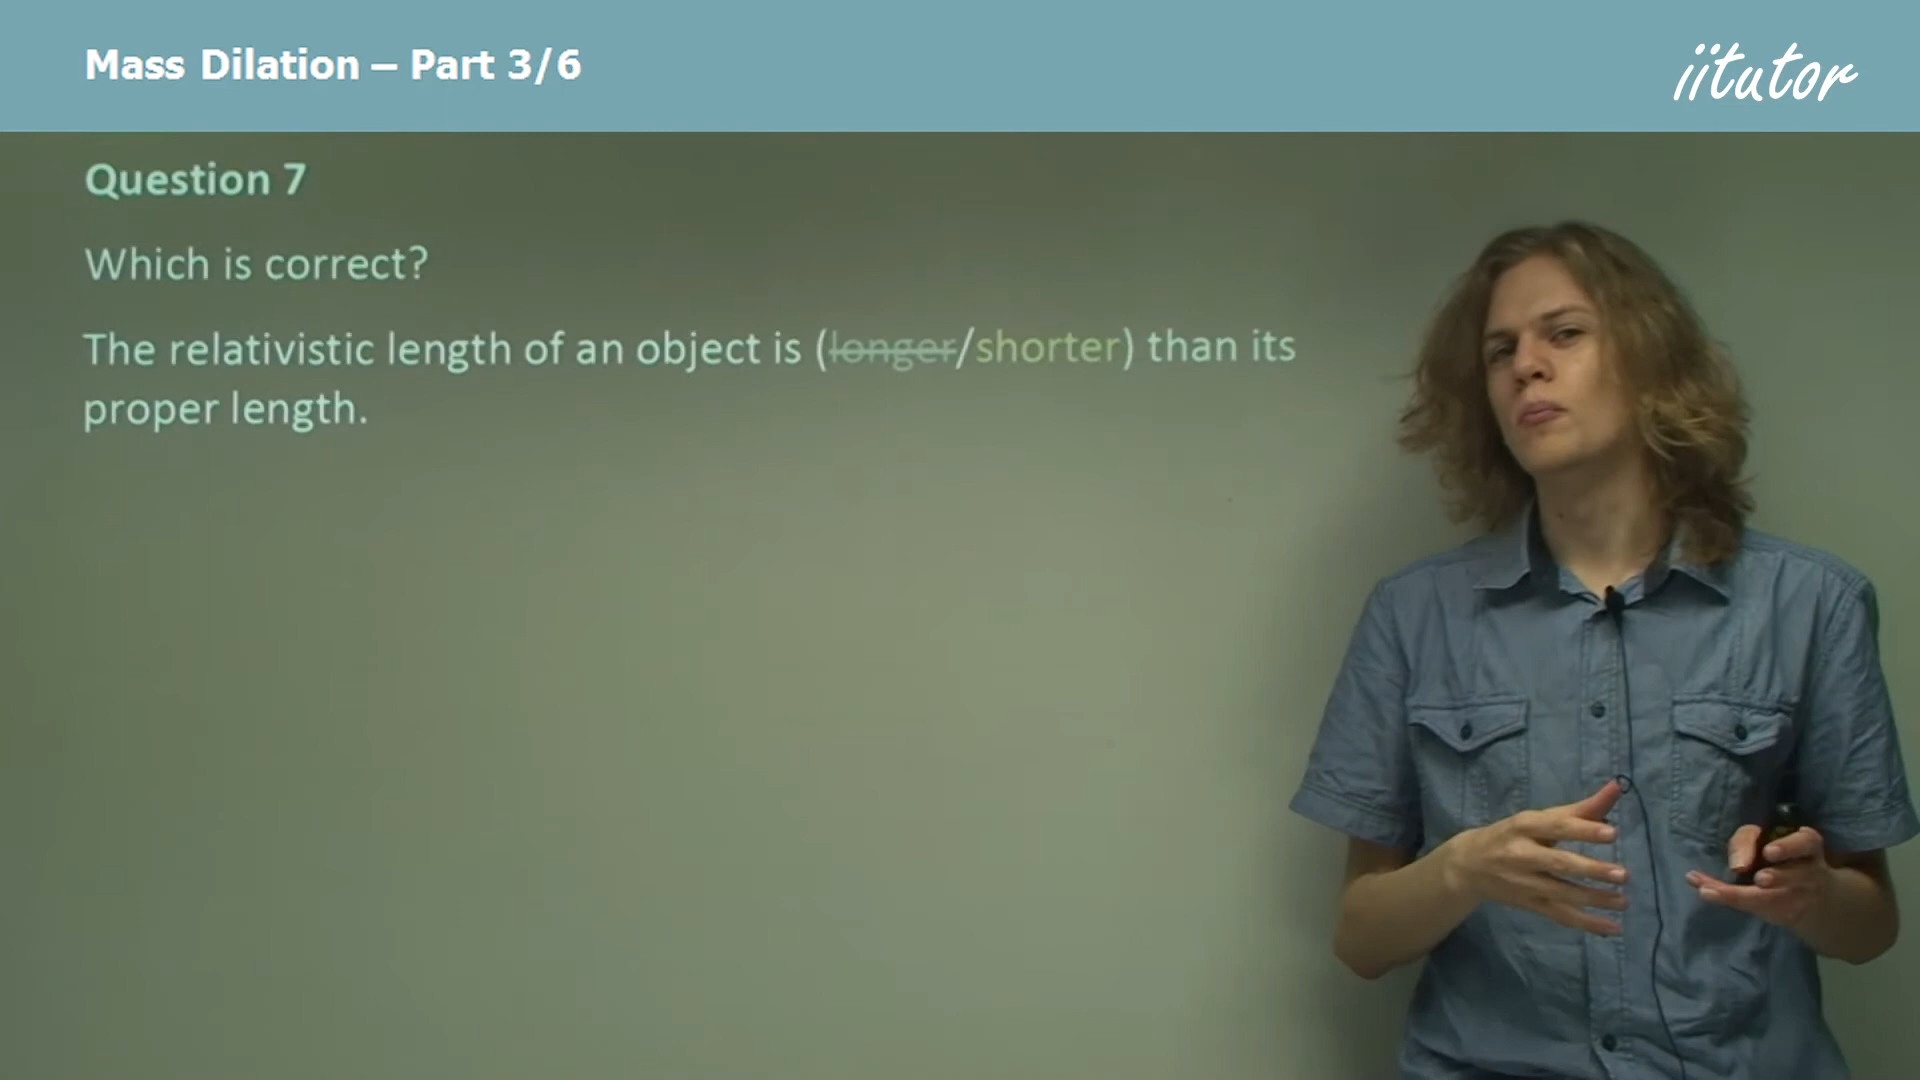 Mass Dilation – Part 3/6
iitutor
Question 7
Which is correct?
The relativistic length of an object is (longer/shorter) than its
proper length.